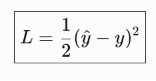 L = \frac{1}{2}(\hat{y} - y)^2